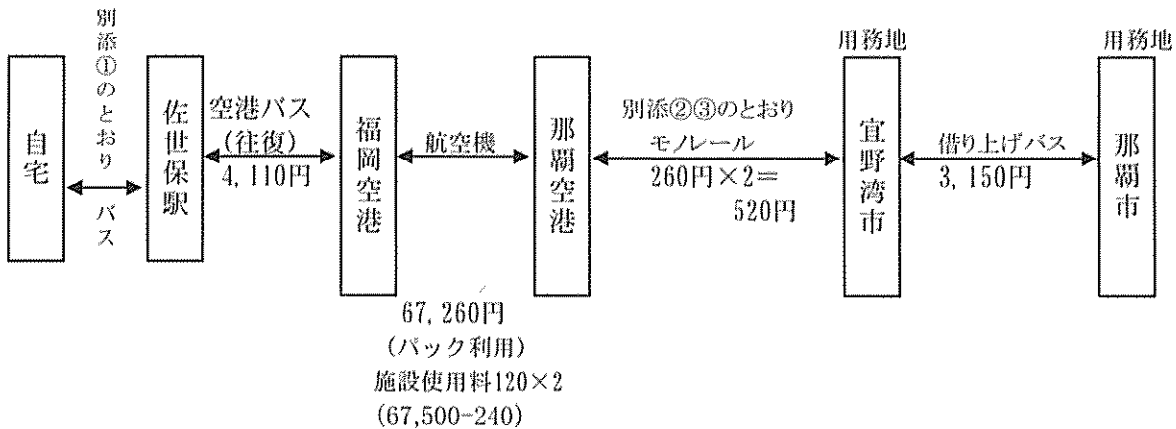 用務地
用務地
自宅
別添①のとおり
バス
佐世保駅
空港バス
(往復)
4,110円
福岡空港
航空機
那覇空港
別添②③のとおり
モノレール
260円×2=
520円
宜野湾市
借り上げバス
3,150円
那覇市
67,260円
(パック利用)
施設使用料120×2
(67,500-240)